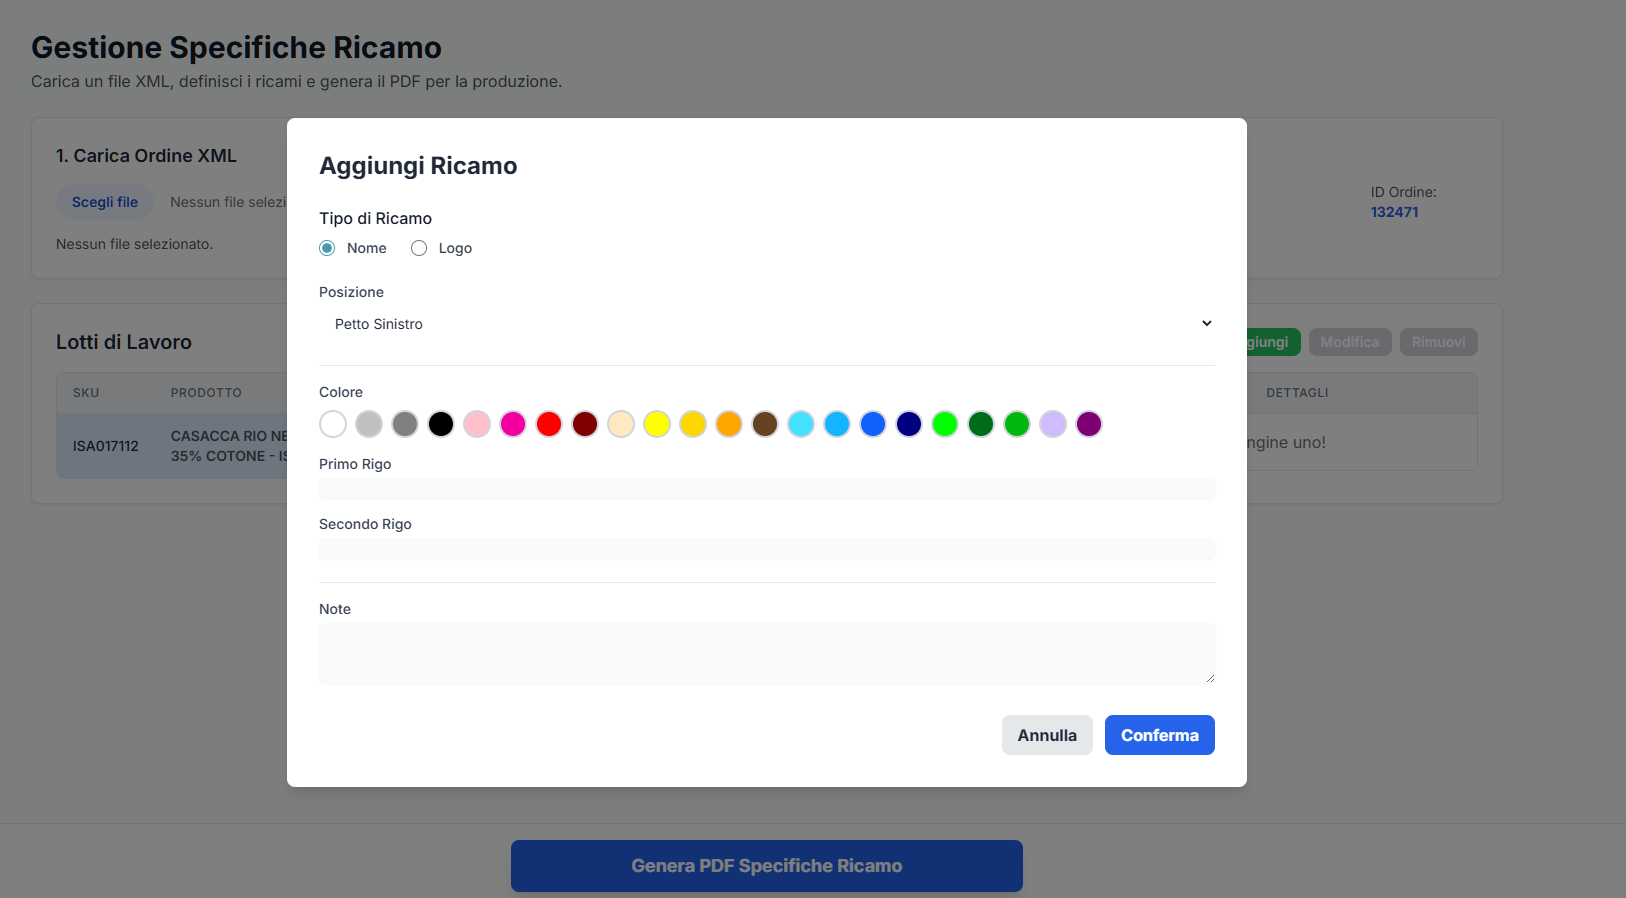 Gestione Specifiche Ricamo
Carica un file XML, definisci i ricami e genera il PDF per la produzione.
1. Carica Ordine XML
Scegli file
Nessun file selezi
Nessun file selezionato.
ID Ordine:
132471
Lotti di Lavoro
giungi
Modifica
Rimuovi
SKU
PRODOTTO
DETTAGLI
ISA017112
CASACCA RIO NE
35% COTONE - IS
ngine uno!
Aggiungi Ricamo
Tipo di Ricamo
Nome
Logo
Posizione
Petto Sinistro
Colore
Primo Rigo
Secondo Rigo
Note
Annulla
Conferma
Genera PDF Specifiche Ricamo